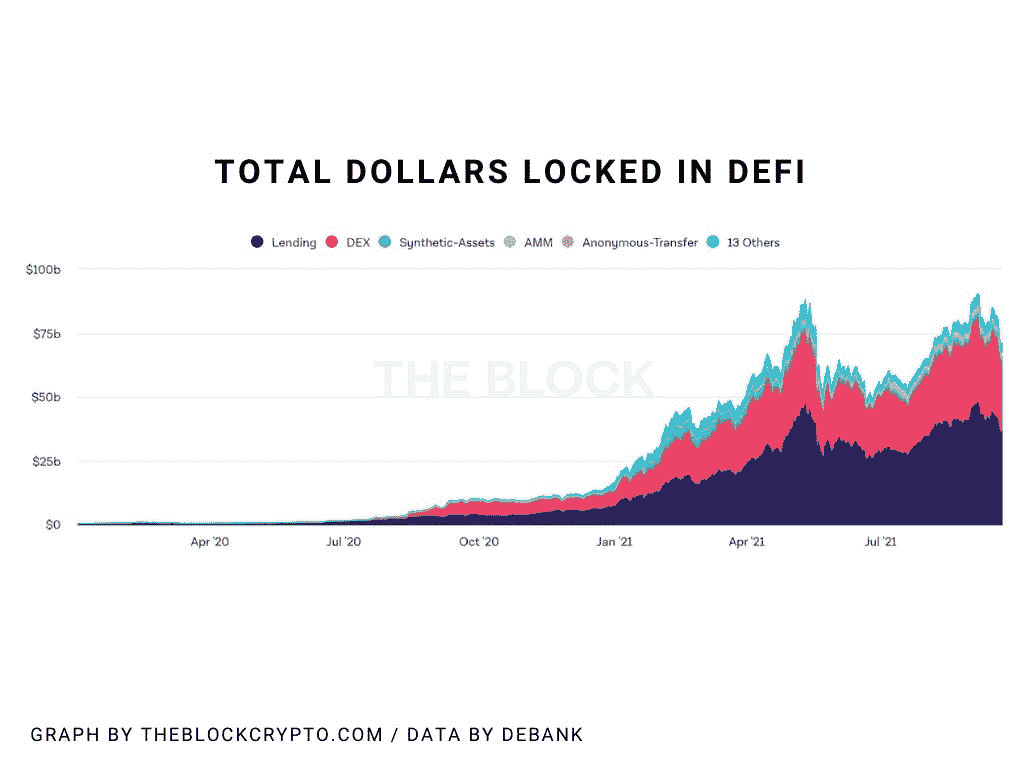 TOTAL DOLLARS LOCKED IN DEFI
Lending DEX Synthetic-Assets AMM Anonymous-Transfer 13 Others
$100b
$75b
THE BLOCK
$50b
$25b
$0
Apr '20 Jul '20 Oct '20 Jan '21 Apr '21 Jul '21
GRAPH BY THEBLOCKCRYPTO.COM / DATA BY DEBANK